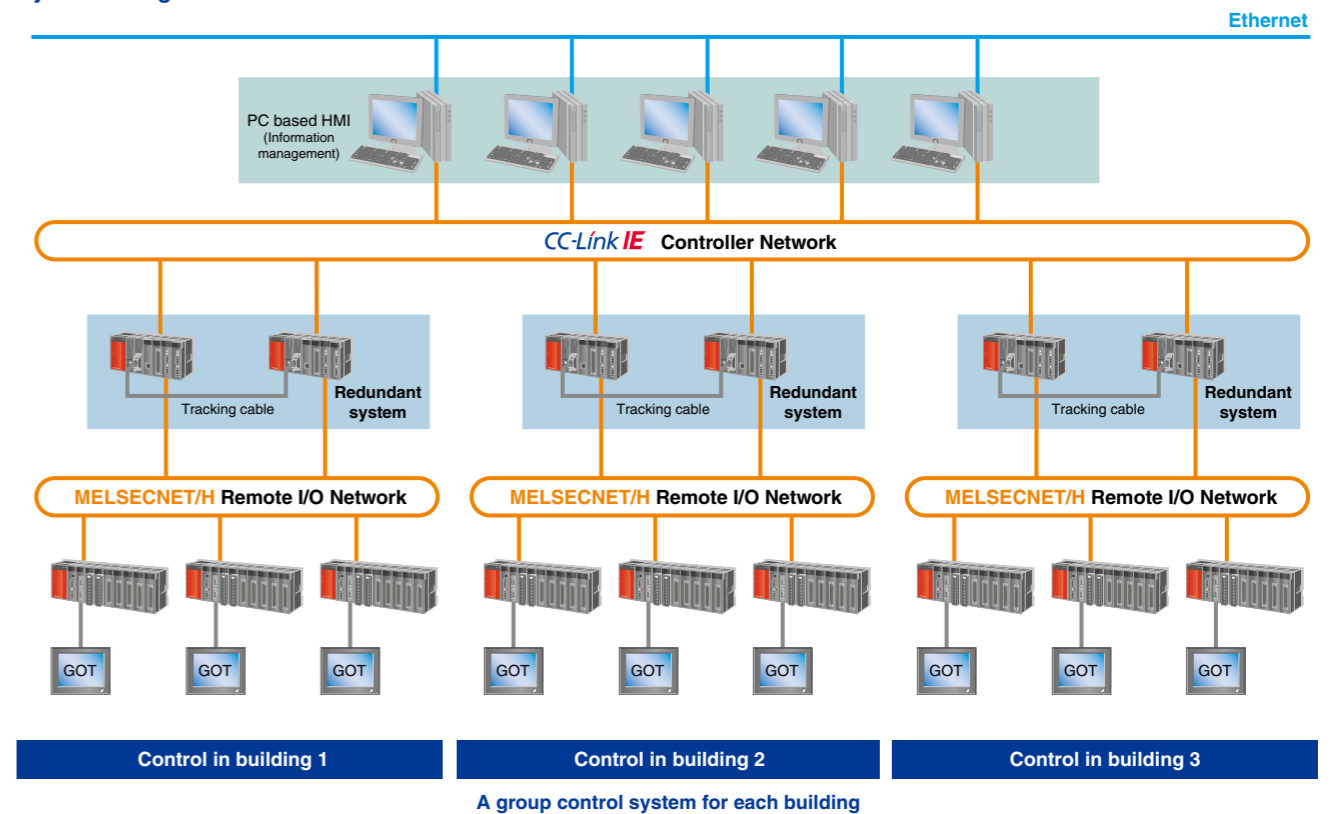 Ethernet
PC based HMI
(Information
management)
CC-Línk IE Controller Network
Redundant
system
Tracking cable
Redundant
system
Tracking cable
Redundant
system
Tracking cable
MELSECNET/H Remote I/O Network
MELSECNET/H Remote I/O Network
MELSECNET/H Remote I/O Network
GOT
GOT
GOT
GOT
GOT
GOT
GOT
GOT
GOT
Control in building 1
Control in building 2
Control in building 3
A group control system for each building